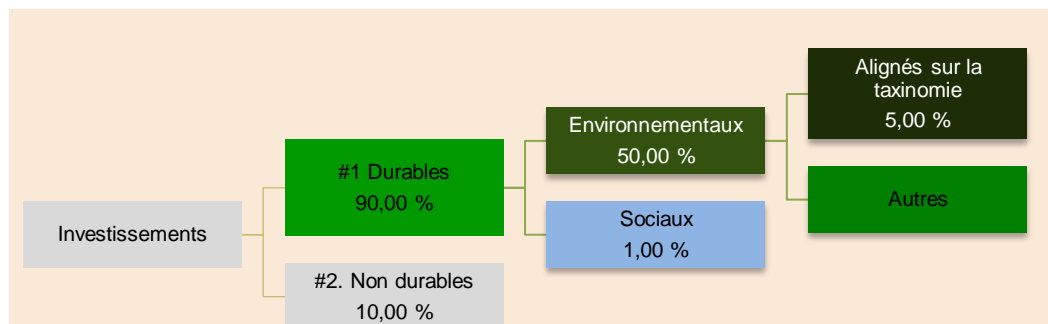 Investissements
#1 Durables
90,00 %
#2. Non durables
10,00 %
Environnementaux
50,00 %
Sociaux
1,00 %
Alignés sur la
taxinomie
5,00 %
Autres